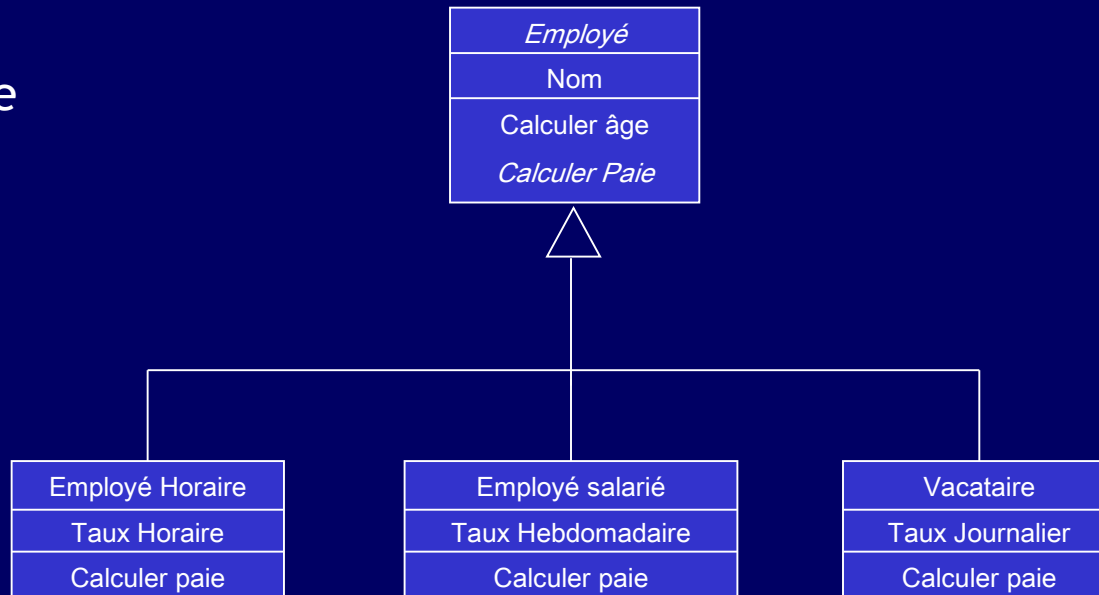 Employé
Nom
Calculer âge
Calculer Paie
Employé Horaire
Taux Horaire
Calculer paie
Employé salarié
Taux Hebdomadaire
Calculer paie
Vacataire
Taux Journalier
Calculer paie